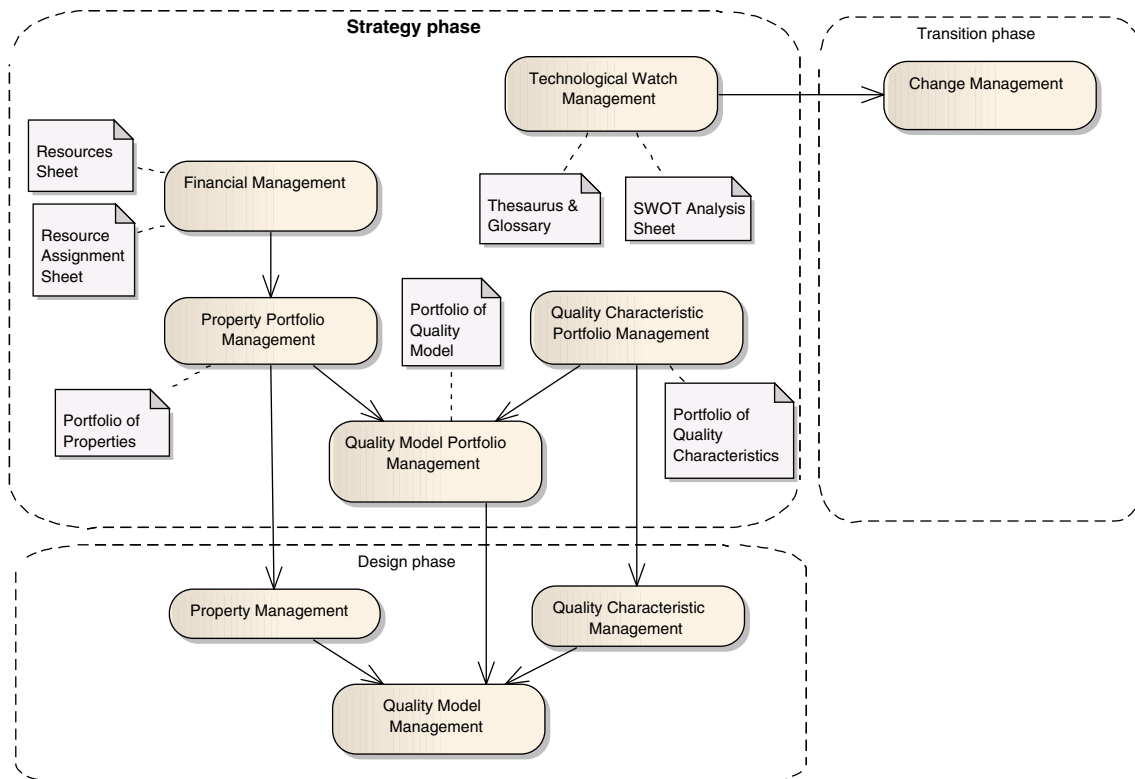 Strategy phase
Transition phase
Technological Watch
Management
Change Management
Resources
Sheet
Financial Management
Thesaurus &
Glossary
SWOT Analysis
Sheet
Resource
Assignment
Sheet
Property Portfolio
Management
Portfolio of
Quality
Model
Quality Characteristic
Portfolio Management
Portfolio of
Properties
Quality Model Portfolio
Management
Portfolio of
Quality
Characteristics
Design phase
Property Management
Quality Characteristic
Management
Quality Model
Management